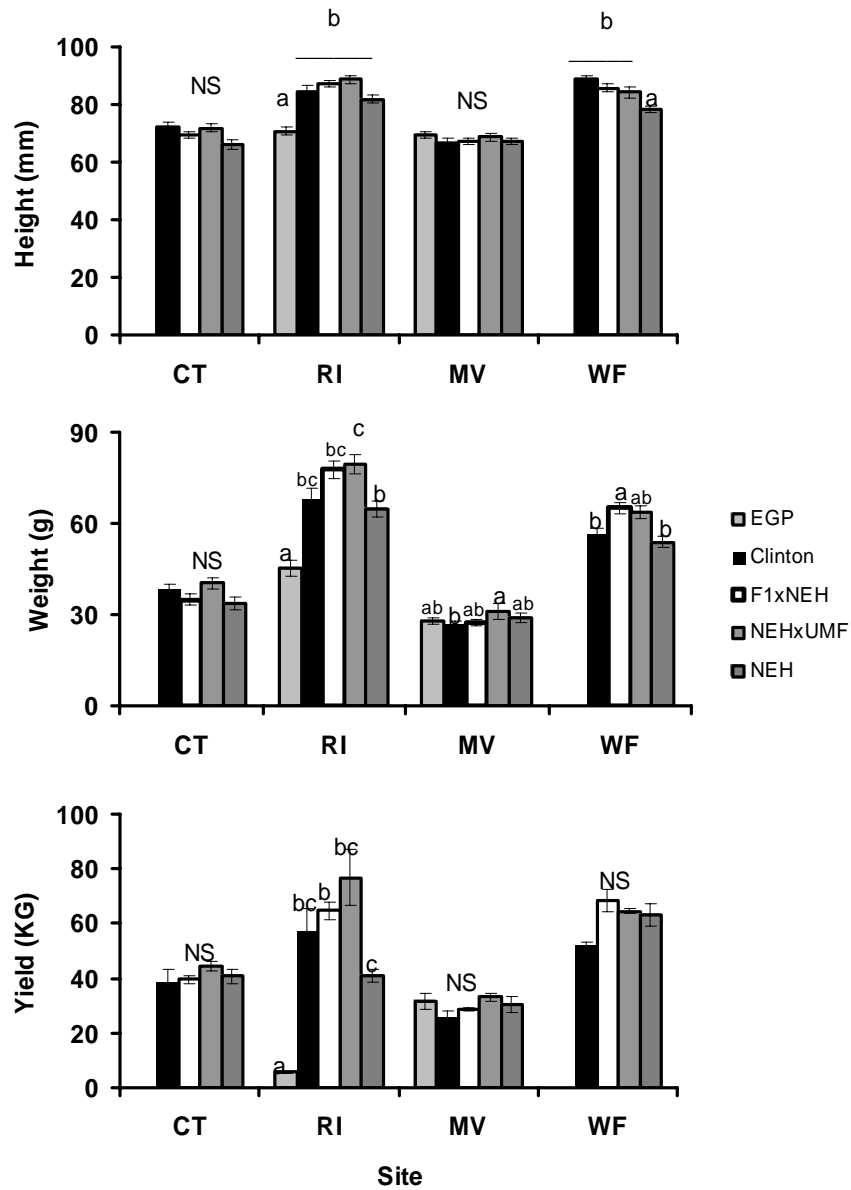 b
b
100
NS
80
a
NS
a
60
40
20
0
Height (mm)
CT RI MV WF
90
c
bc
bc
b
a
ab
b
b
60
NS
a
a
ab
b
ab
ab
30
0
Weight (g)
CT RI MV WF
EGP
Clinton
F1xNEH
NEHxUMF
NEH
100
bc
80
NS
bc
b
60
NS
c
40
NS
20
a
0
Yield (KG)
CT RI MV WF
Site